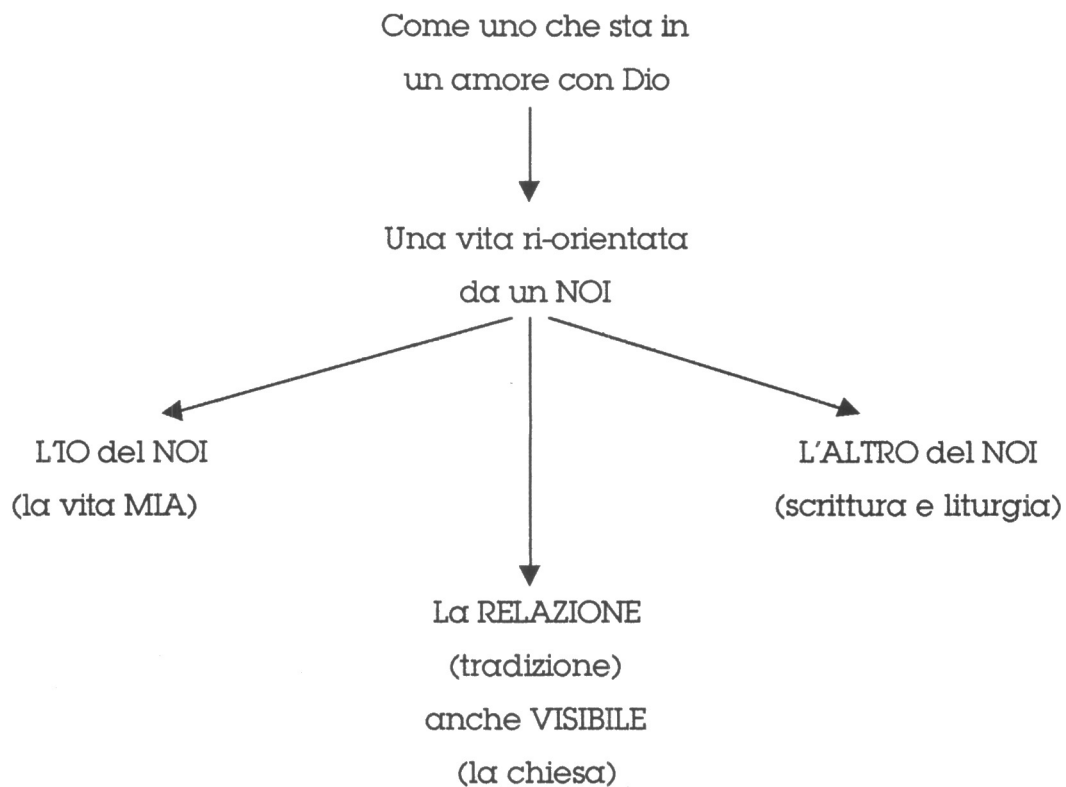 Come uno che sta in
un amore con Dio
Una vita ri-orientata
da un NOI
L'IO del NOI
(la vita MIA)
L'ALTRO del NOI
(scrittura e liturgia)
La RELAZIONE
(tradizione)
anche VISIBILE
(la chiesa)